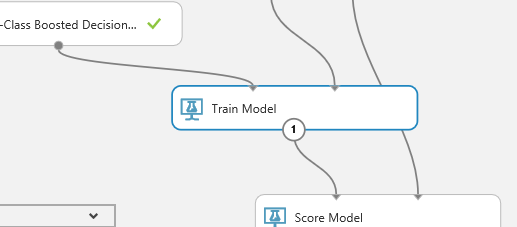 -Class Boosted Decision...
Train Model
1
Score Model